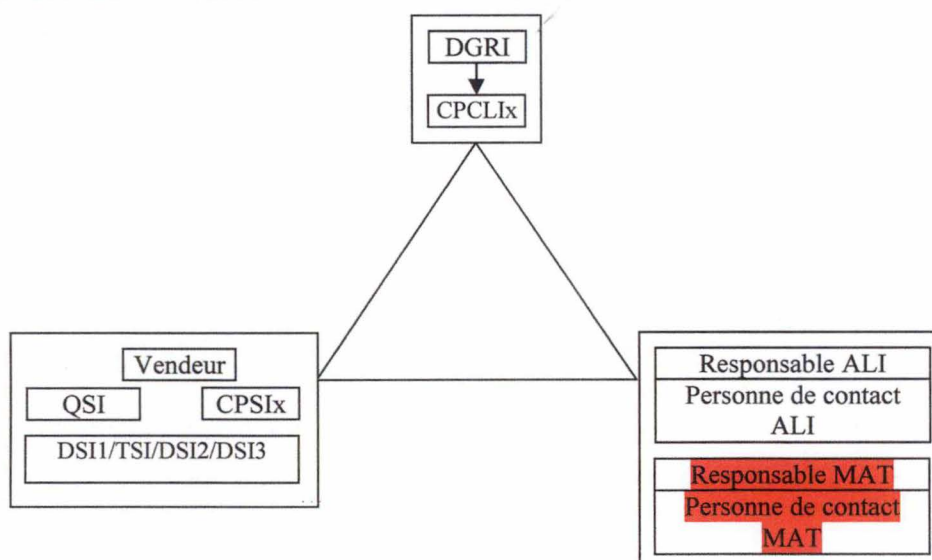 DGRI
CPCLIx
Vendeur
QSI
CPSIx
DSI1/TSI/DSI2/DSI3
Responsable ALI
Personne de contact
ALI
Responsable MAT
Personne de contact
MAT